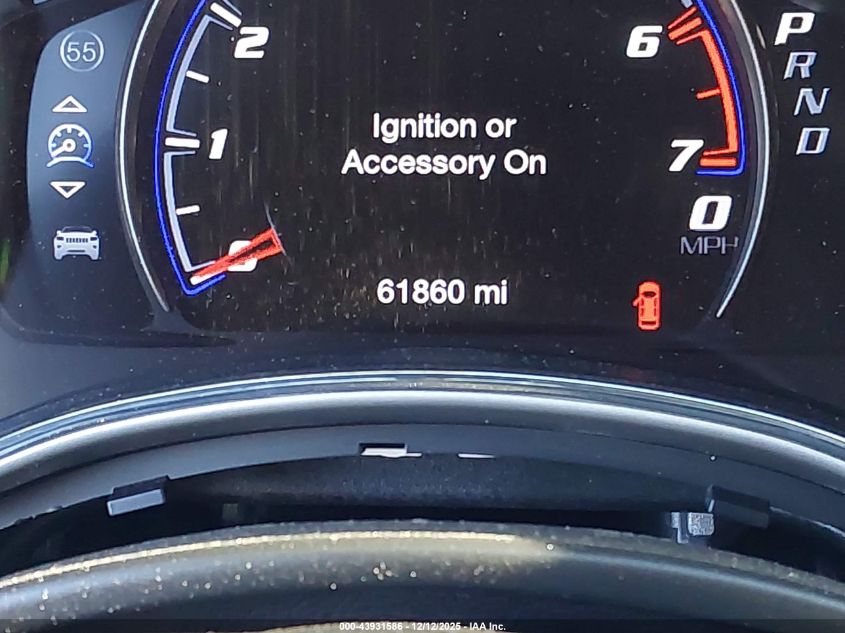 55
2
1
0
6
7
P
R
N
D
Ignition or
Accessory On
0
MPH
61860 mi
000-43931586 - 12/12/2025 - IAA Inc.